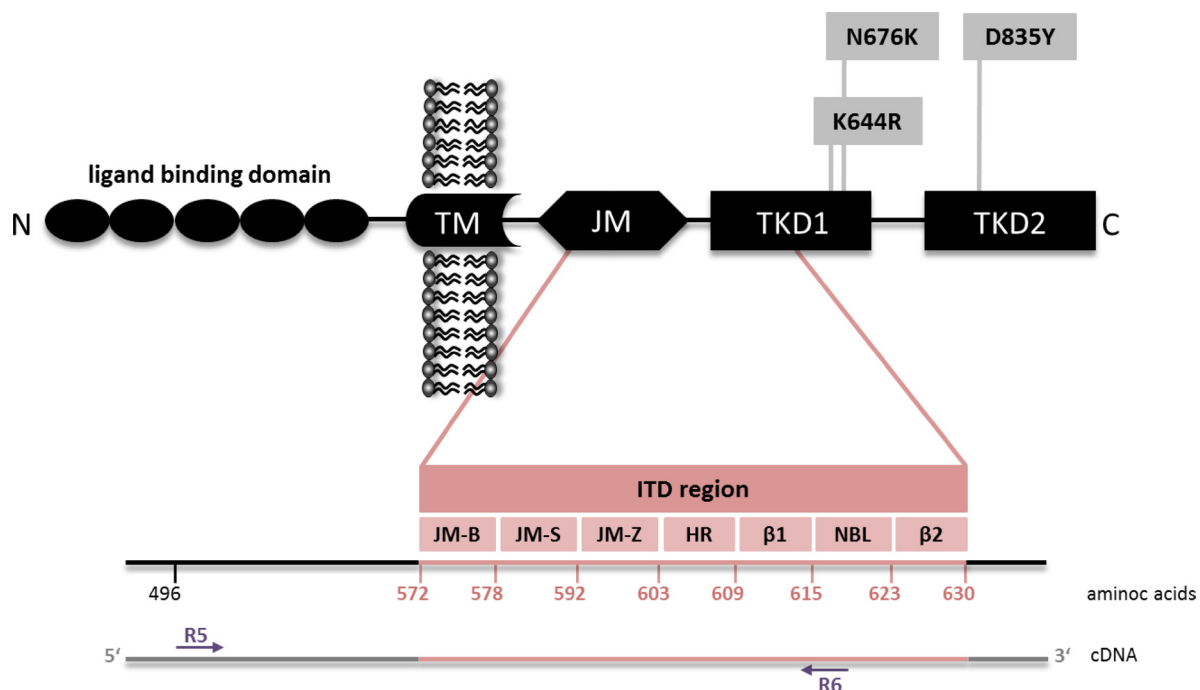 N676K
D835Y
K644R
ligand binding domain
N
TM
JM
TKD1
TKD2
C
ITD region
JM-B
JM-S
JM-Z
HR
β1
NBL
β2
496
572
578
592
603
609
615
623
630
aminoc acids
R5
5‘
3‘
cDNA
R6